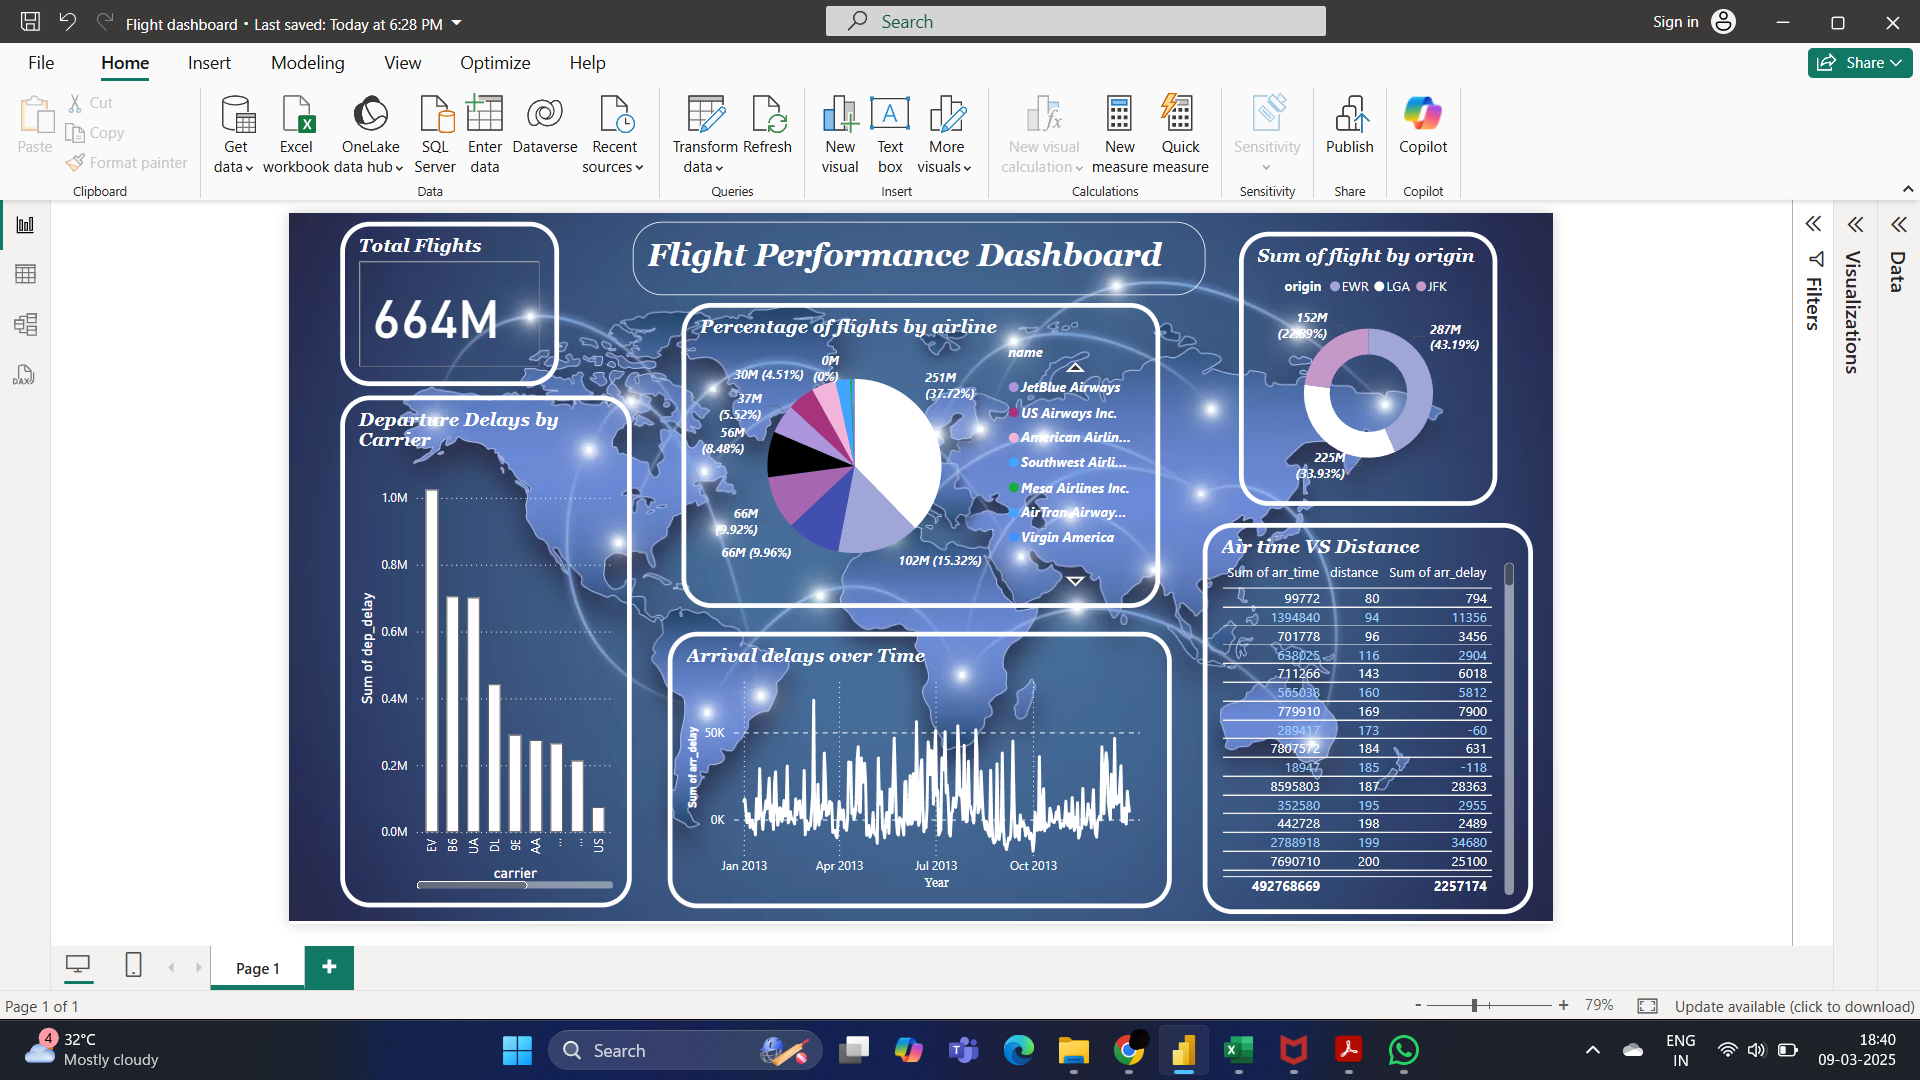 Flight dashboard • Last saved: Today at 6:28 PM
Search
Sign in
File
Home
Insert
Modeling
View
Optimize
Help
Share
Paste
Cut
Copy
Format painter
Clipboard
Get data
Excel workbook
OneLake data hub
SQL Server
Enter data
Dataverse
Recent sources
Data
Transform data
Refresh
Queries
New visual
Text box
More visuals
Insert
New visual calculation
New measure
Quick measure
Calculations
Sensitivity
Sensitivity
Publish
Share
Copilot
Copilot
Filters
Visualizations
Data
Total Flights
664M
Flight Performance Dashboard
Sum of flight by origin
origin EWR LGA JFK
152M
(22.89%)
287M
(43.19%)
225M
(33.93%)
Percentage of flights by airline
0M
(0%)
30M (4.51%)
37M
(5.52%)
56M
(8.48%)
66M
(9.92%)
66M (9.96%)
251M
(37.72%)
102M (15.32%)
name
JetBlue Airways
US Airways Inc.
American Airlin...
Southwest Airli...
Mesa Airlines Inc.
AirTran Airway...
Virgin America
Departure Delays by
Carrier
Sum of dep_delay
1.0M
0.8M
0.6M
0.4M
0.2M
0.0M
EV B6 UA DL 9E AA ... ... US
carrier
Arrival delays over Time
Sum of arr_delay
50K
0K
Jan 2013 Apr 2013 Jul 2013 Oct 2013
Year
Air time VS Distance
Sum of arr_time distance Sum of arr_delay
99772 80 794
1394840 94 11356
701778 96 3456
638025 116 2904
711266 143 6018
565038 160 5812
779910 169 7900
289417 173 -60
7807572 184 631
18947 185 -118
8595803 187 28363
352580 195 2955
442728 198 2489
2788918 199 34680
7690710 200 25100
492768669 2257174
Page 1
Page 1 of 1
- + 79%
Update available (click to download)
4
32°C
Mostly cloudy
Search
ENG
IN
18:40
09-03-2025